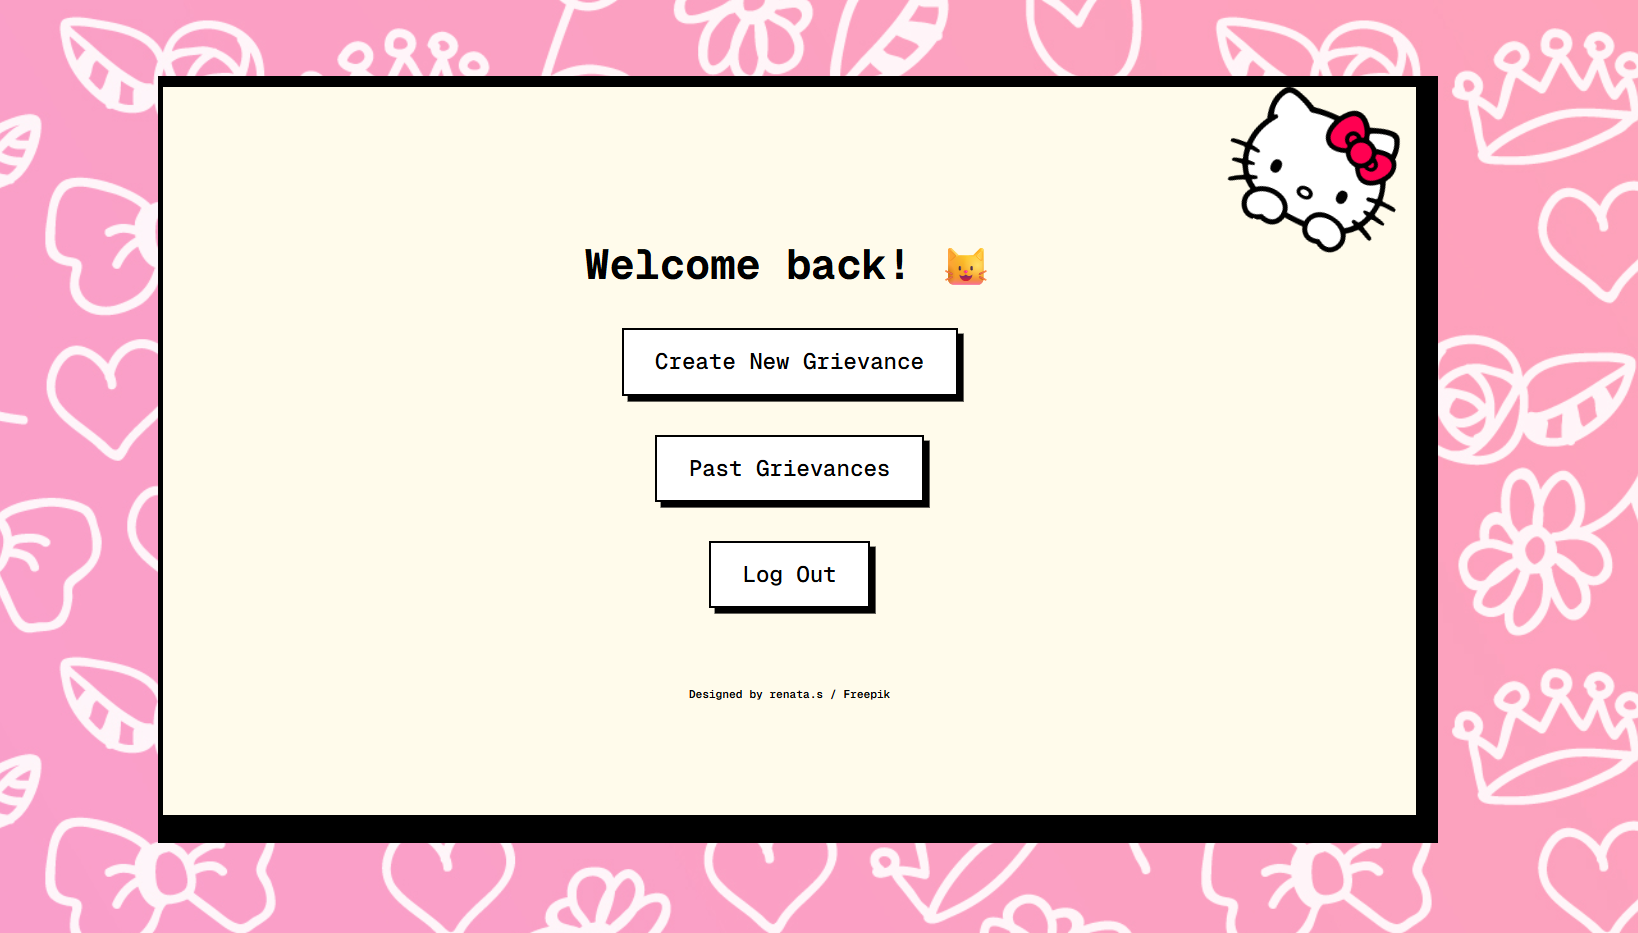 Welcome back! 😺
Create New Grievance
Past Grievances
Log Out
Designed by renata.s / Freepik